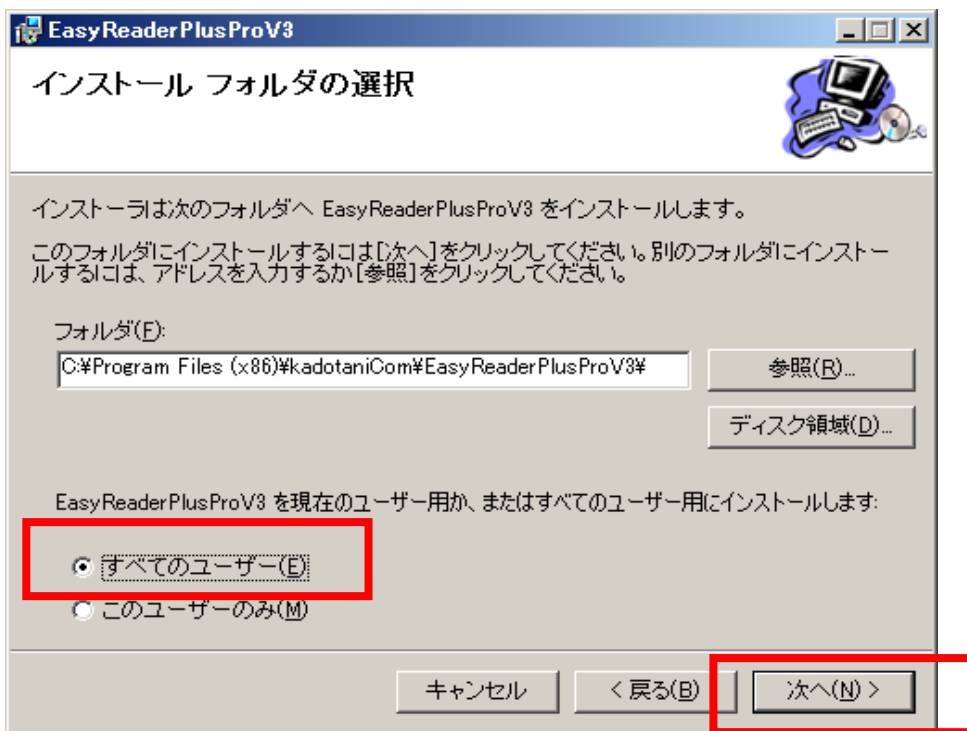 EasyReaderPlusProV3
インストール フォルダの選択
インストーラは次のフォルダへ EasyReaderPlusProV3 をインストールします。
このフォルダにインストールするには[次へ]をクリックしてください。別のフォルダにインストー
ルするには、アドレスを入力するか[参照]をクリックしてください。
フォルダ(F):
C:¥Program Files (x86)¥kadotaniCom¥EasyReaderPlusProV3¥
参照(R)...
ディスク領域(D)...
EasyReaderPlusProV3 を現在のユーザー用か、またはすべてのユーザー用にインストールします:
すべてのユーザー(E)
このユーザーのみ(M)
キャンセル
< 戻る(B)
次へ(N) >